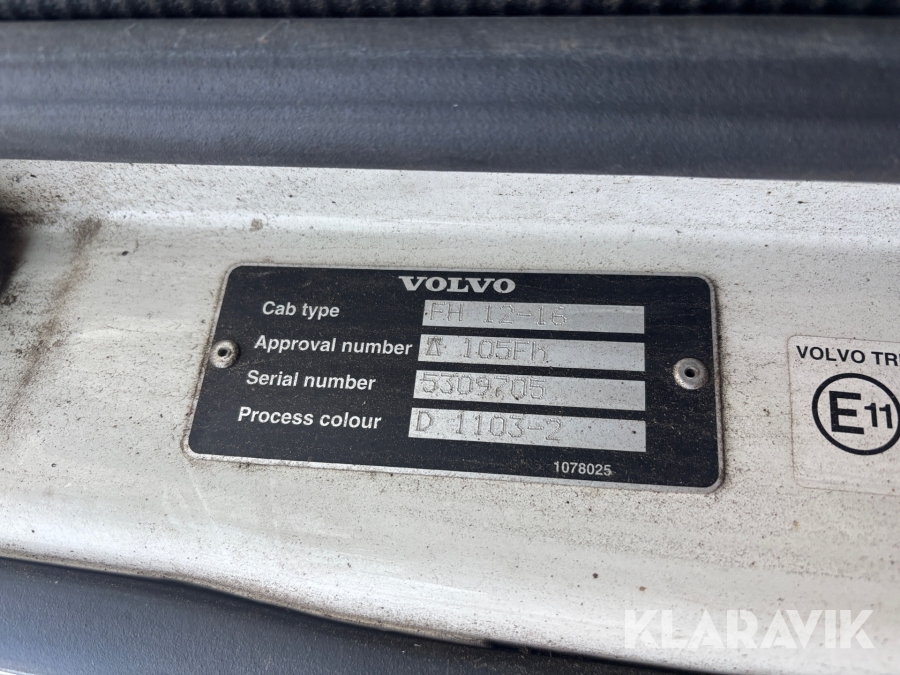 VOLVO
Cab type FH 12-16
Approval number 105FH
Serial number 5309705
Process colour D 1103-2
1078025
VOLVO
E11
KLARAVIK